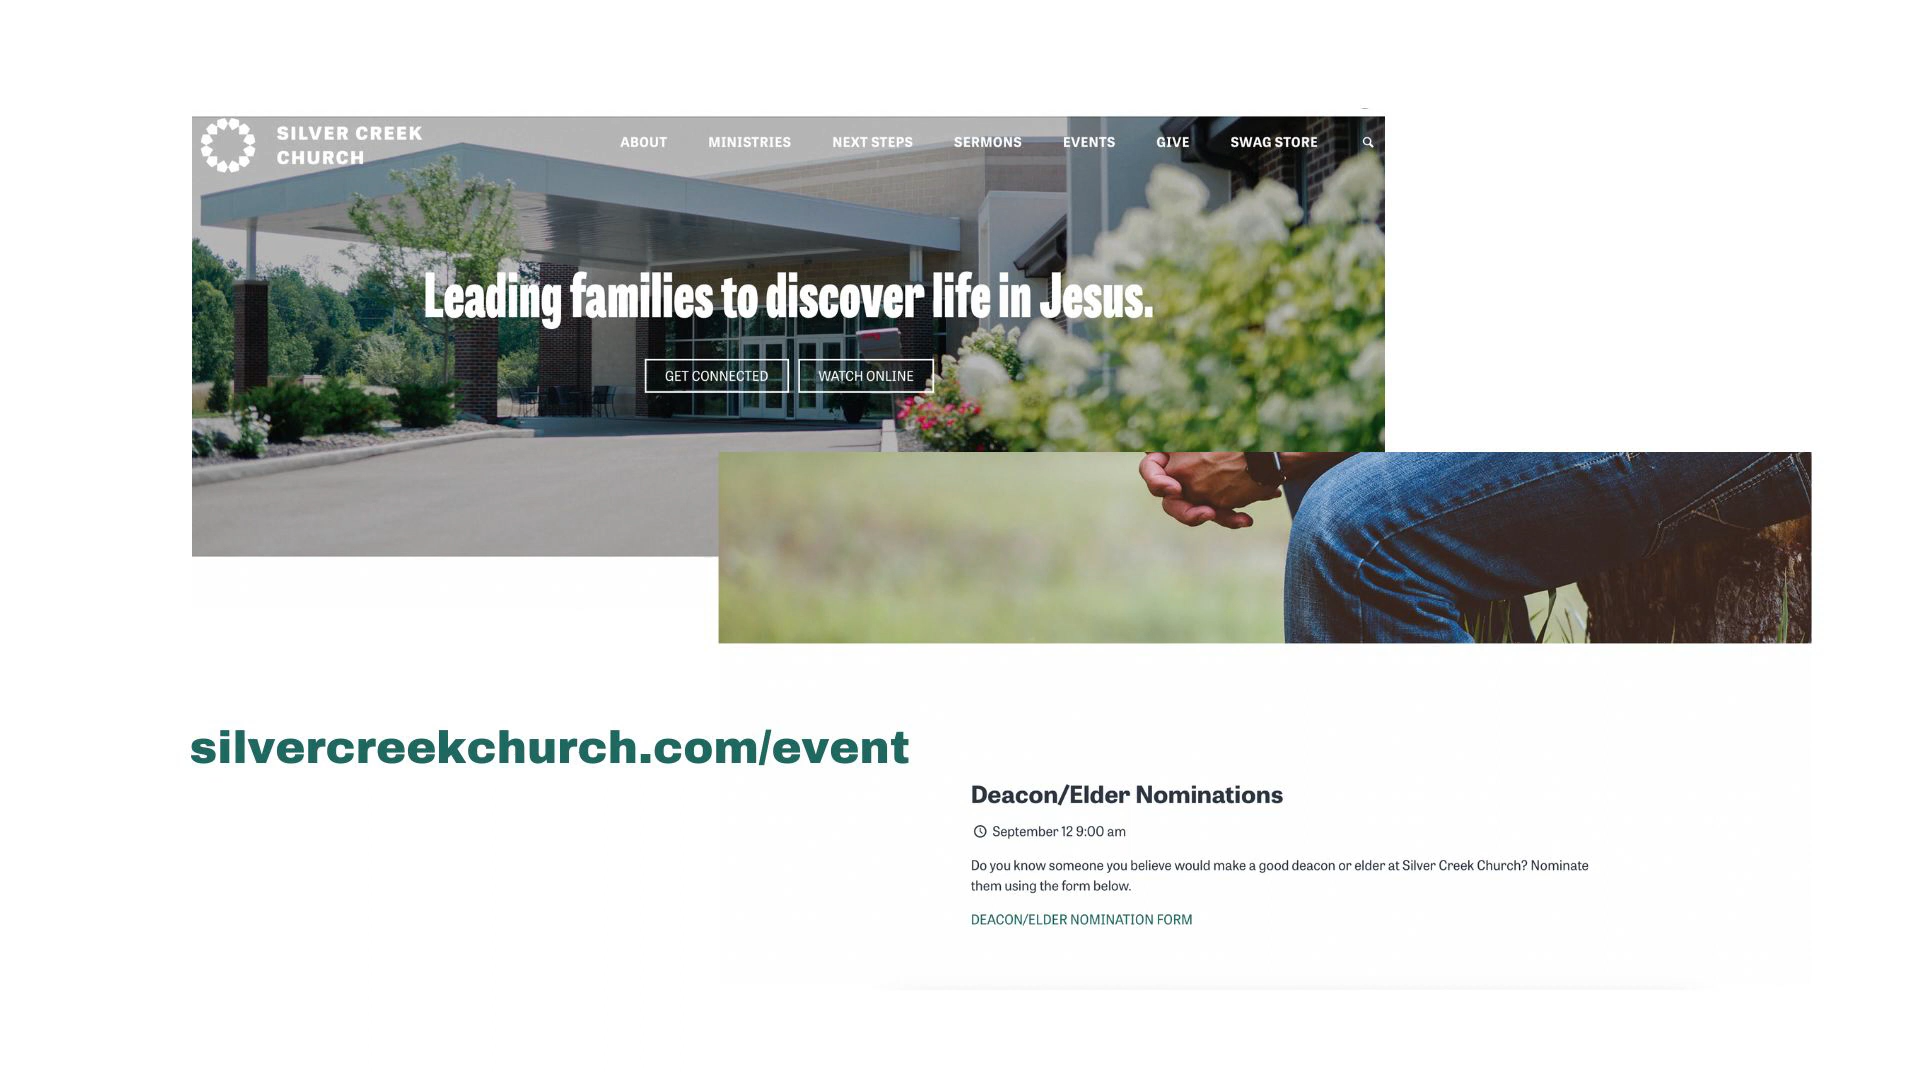 SILVER CREEK
CHURCH
ABOUT MINISTRIES NEXT STEPS SERMONS EVENTS GIVE SWAG STORE
Leading families to discover life in Jesus.
GET CONNECTED WATCH ONLINE
silvercreekchurch.com/event
Deacon/Elder Nominations
September 12 9:00 am
Do you know someone you believe would make a good deacon or elder at Silver Creek Church? Nominate
them using the form below.
DEACON/ELDER NOMINATION FORM